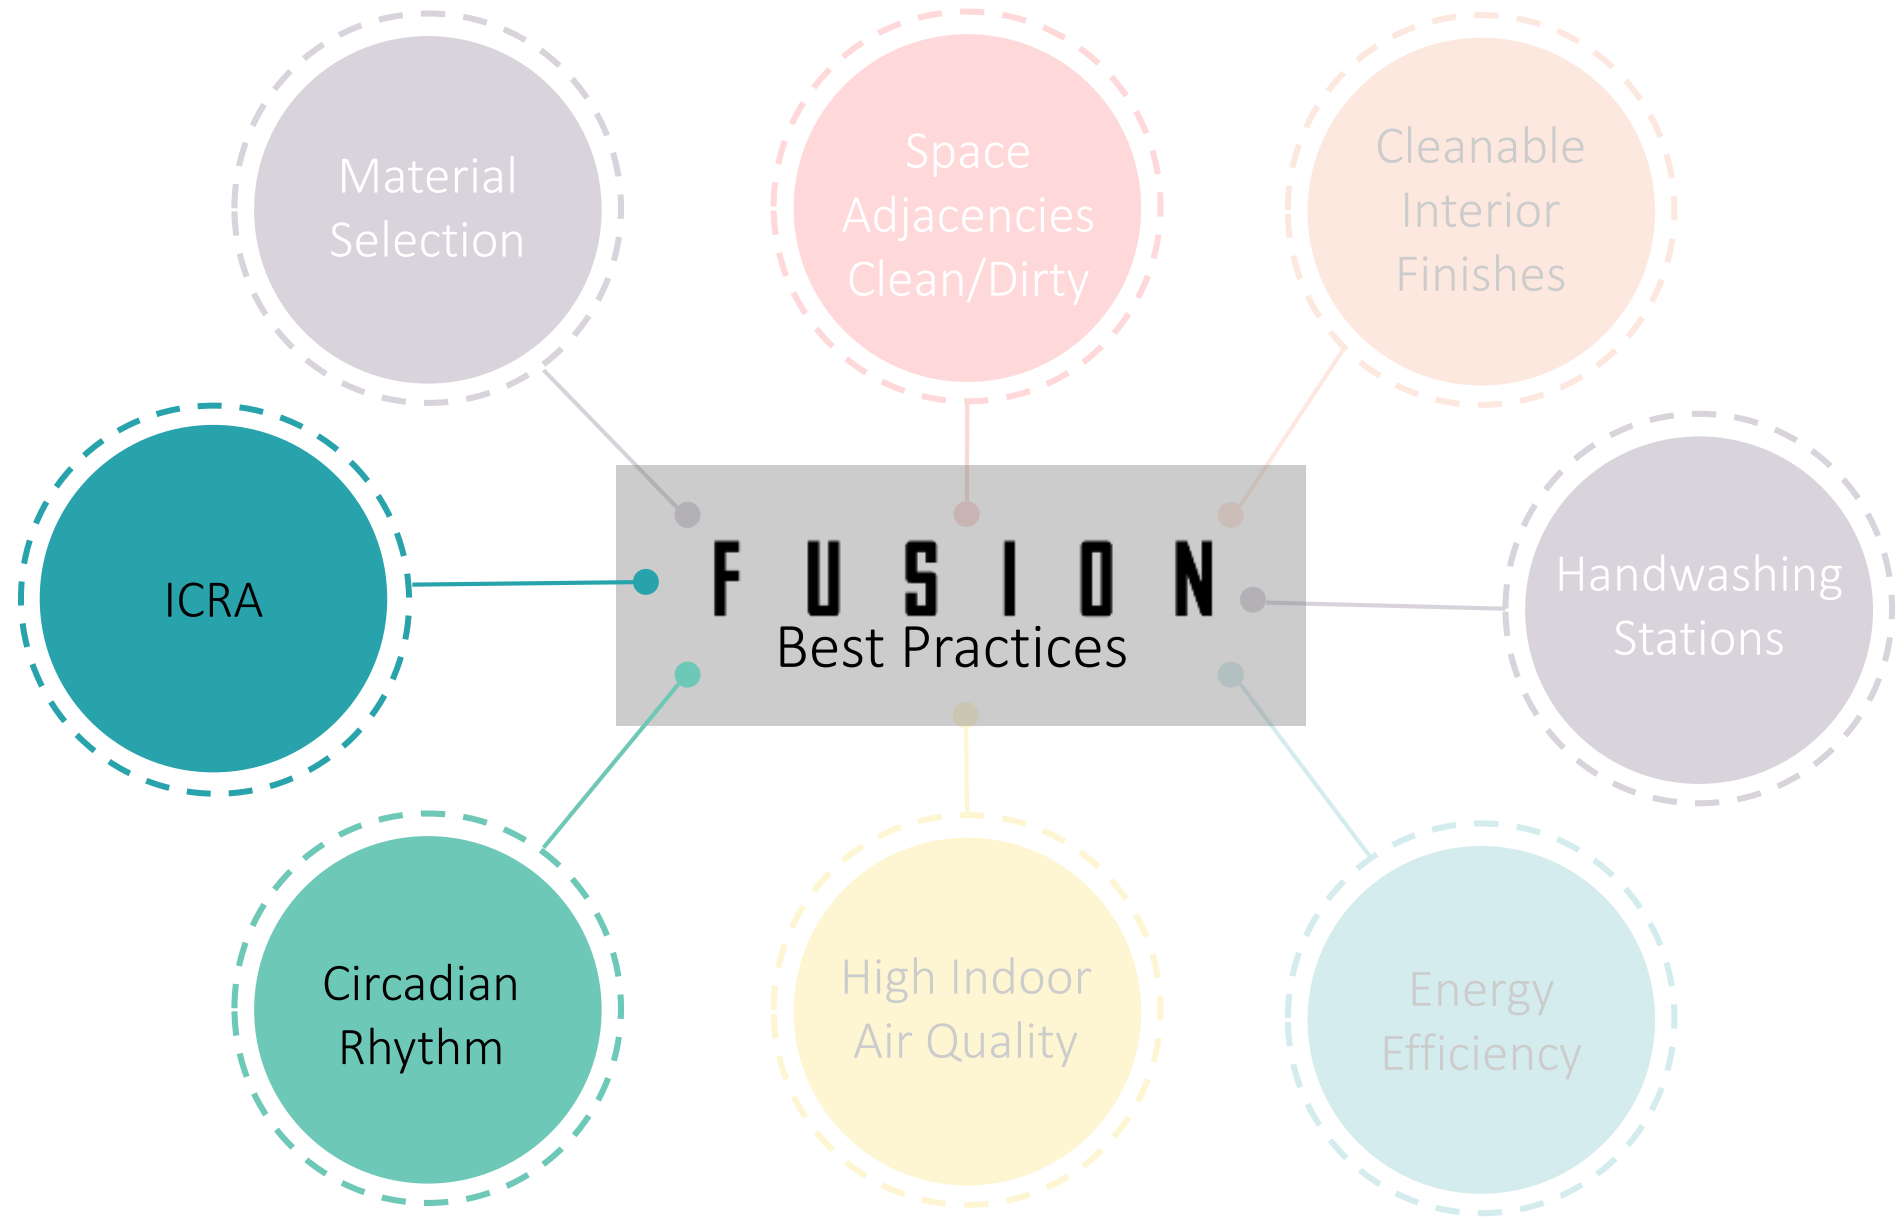 Material
Selection
Space
Adjacencies
Clean/Dirty
Cleanable
Interior
Finishes
ICRA
FUSION
Best Practices
Handwashing
Stations
Circadian
Rhythm
High Indoor
Air Quality
Energy
Efficiency